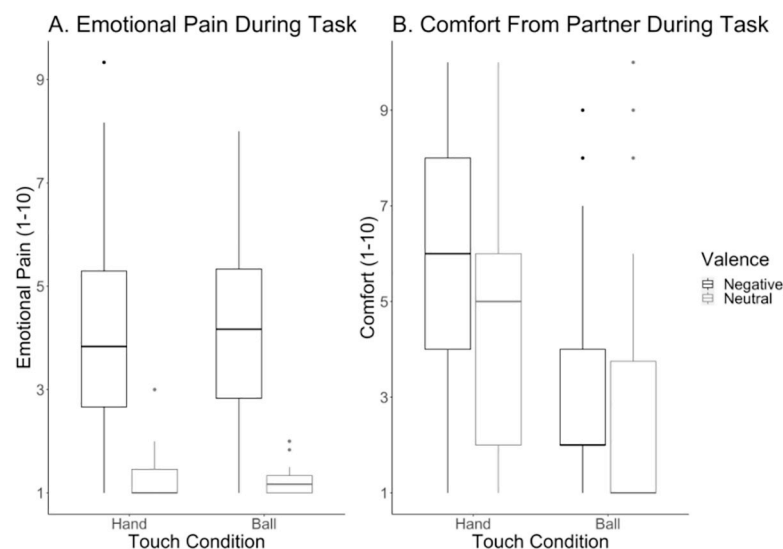 A. Emotional Pain During Task
Emotional Pain (1-10)
9
7
5
3
1
Hand
Ball
Touch Condition
B. Comfort From Partner During Task
Comfort (1-10)
9
7
5
3
1
Hand
Ball
Touch Condition
Valence
Negative
Neutral